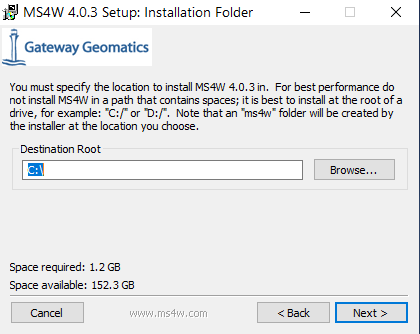 MS4W 4.0.3 Setup: Installation Folder
Gateway Geomatics
You must specify the location to install MS4W 4.0.3 in.  For best performance do
not install MS4W in a path that contains spaces; it is best to install at the root of a
drive, for example: "C:/" or "D:/".  Note that an "ms4w" folder will be created by
the installer at the location you choose.
Destination Root
C:\
Browse...
Space required: 1.2 GB
Space available: 152.3 GB
Cancel
www.ms4w.com
< Back
Next >